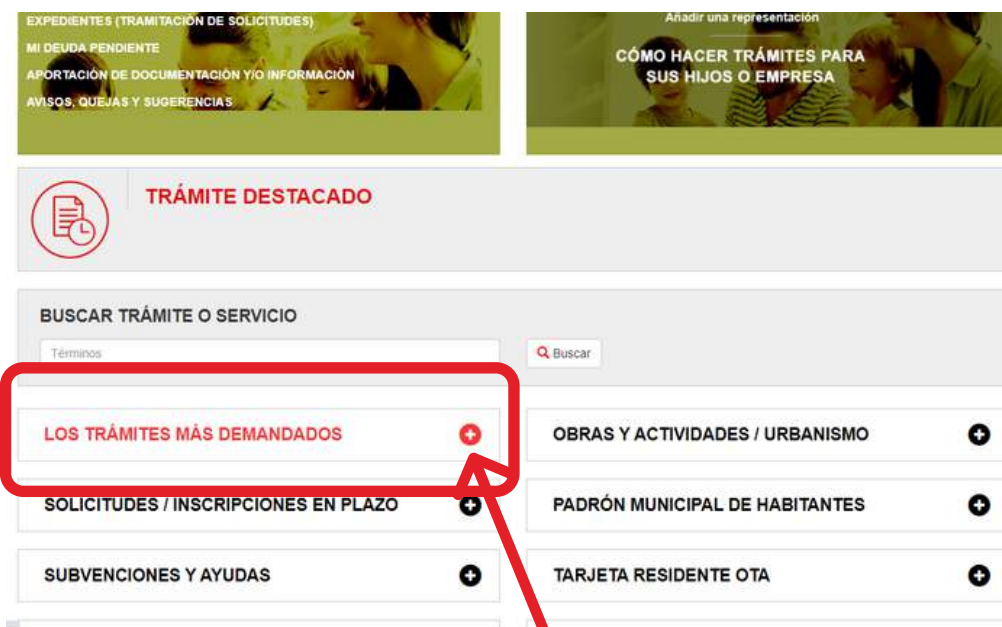 EXPEDIENTES (TRAMITACIÓN DE SOLICITUDES)
MI DEUDA PENDIENTE
APORTACIÓN DE DOCUMENTACIÓN Y/O INFORMACIÓN
AVISOS, QUEJAS Y SUGERENCIAS
Añadir una representación
CÓMO HACER TRÁMITES PARA
SUS HIJOS O EMPRESA
TRÁMITE DESTACADO
BUSCAR TRÁMITE O SERVICIO
Términos
Buscar
LOS TRÁMITES MÁS DEMANDADOS
OBRAS Y ACTIVIDADES / URBANISMO
SOLICITUDES / INSCRIPCIONES EN PLAZO
PADRÓN MUNICIPAL DE HABITANTES
SUBVENCIONES Y AYUDAS
TARJETA RESIDENTE OTA